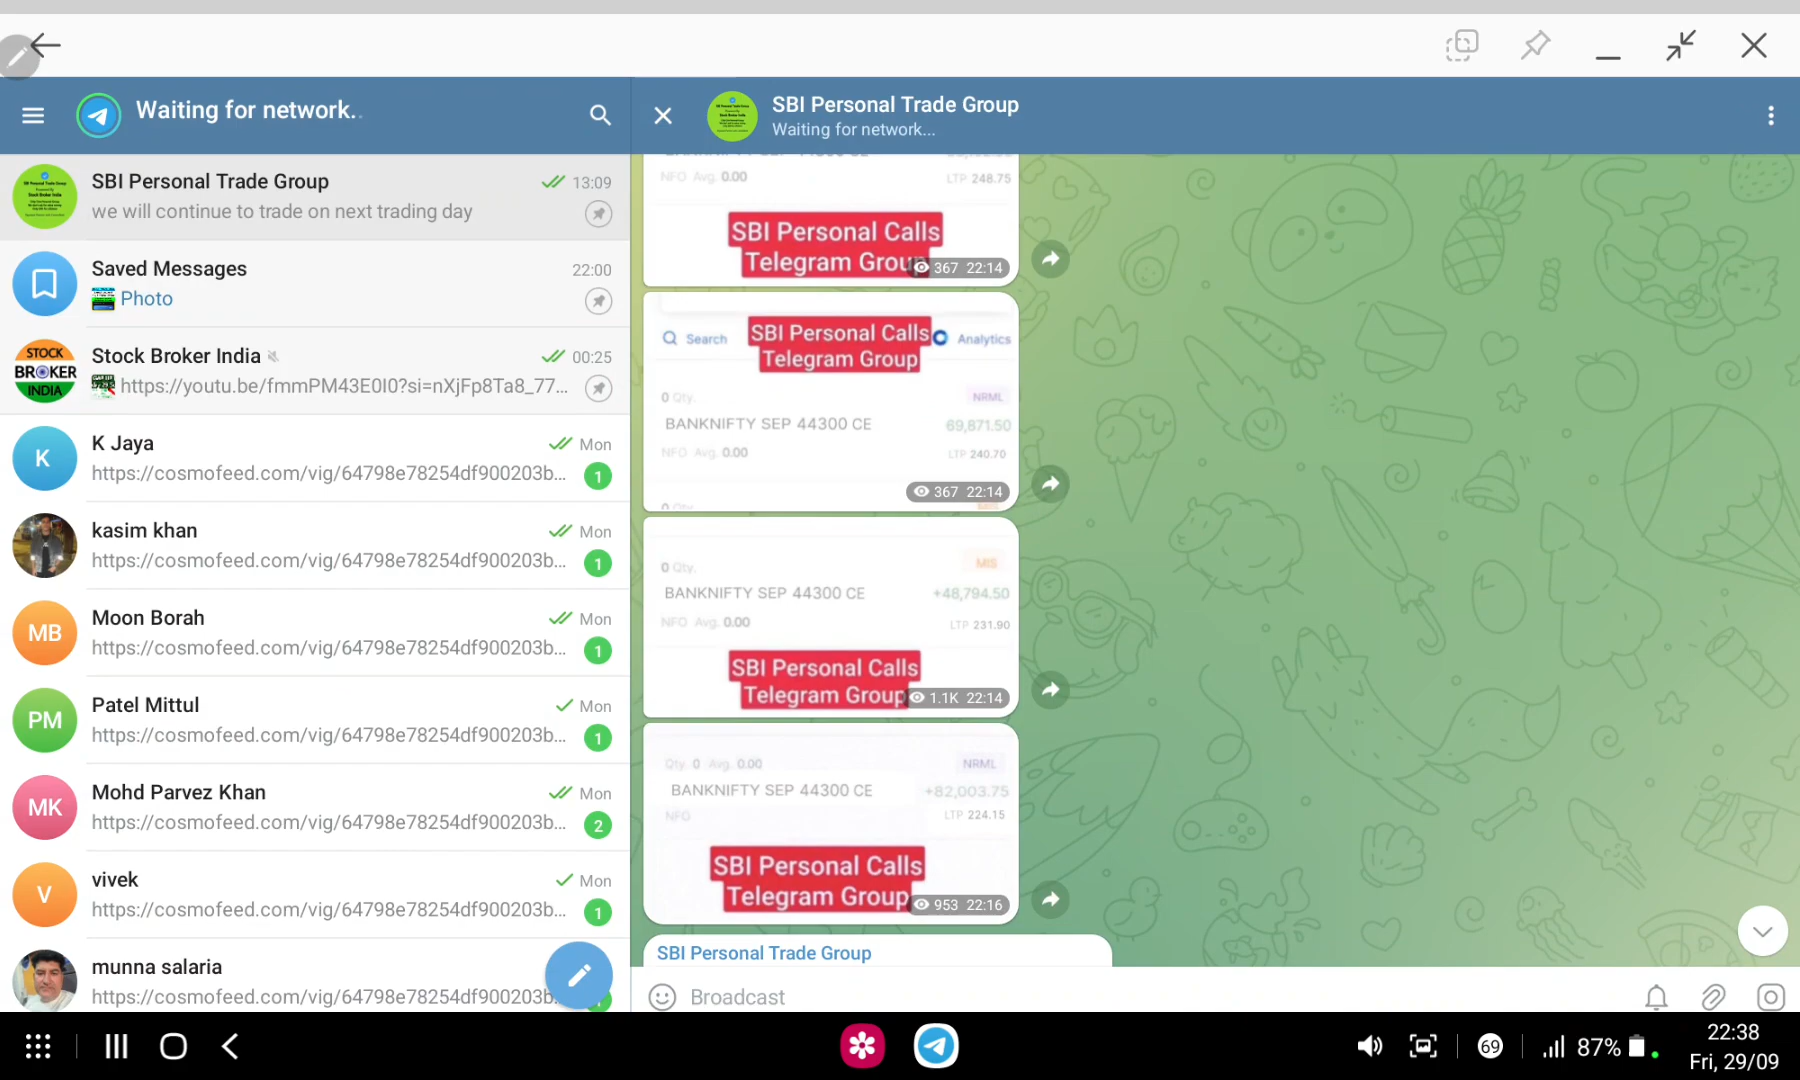 Waiting for network..
SBI Personal Trade Group
Waiting for network...
SBI Personal Trade Group
13:09
we will continue to trade on next trading day
Saved Messages
22:00
Photo
STOCK
BROKER
INDIA
Stock Broker India
00:25
https://youtu.be/fmmPM43E0I0?si=nXjFp8Ta8_77...
K
K Jaya
Mon
https://cosmofeed.com/vig/64798e78254df900203b...
1
kasim khan
Mon
https://cosmofeed.com/vig/64798e78254df900203b...
1
MB
Moon Borah
Mon
https://cosmofeed.com/vig/64798e78254df900203b...
1
PM
Patel Mittul
Mon
https://cosmofeed.com/vig/64798e78254df900203b...
1
MK
Mohd Parvez Khan
Mon
https://cosmofeed.com/vig/64798e78254df900203b...
2
V
vivek
Mon
https://cosmofeed.com/vig/64798e78254df900203b...
1
munna salaria
https://cosmofeed.com/vig/64798e78254df900203b
NFO Avg. 0.00
LTP 248.75
SBI Personal Calls
Telegram Group
367 22:14
Search
SBI Personal Calls
Telegram Group
Analytics
0 Qty.
NRML
BANKNIFTY SEP 44300 CE
69,871.50
NFO Avg. 0.00
LTP 240.70
367 22:14
0 Qty.
MIS
BANKNIFTY SEP 44300 CE
+48,794.50
NFO Avg. 0.00
LTP 231.90
SBI Personal Calls
Telegram Group
1.1K 22:14
Qty. 0 Avg. 0.00
NRML
BANKNIFTY SEP 44300 CE
+82,003.75
NFO
LTP 224.15
SBI Personal Calls
Telegram Group
953 22:16
SBI Personal Trade Group
Broadcast
69
87%
22:38
Fri, 29/09